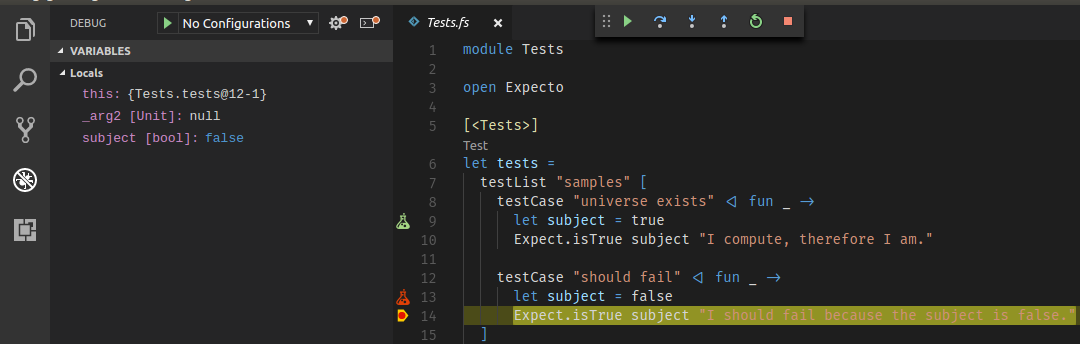 DEBUG
No Configurations
VARIABLES
Locals
this: {Tests.tests@12-1}
_arg2 [Unit]: null
subject [bool]: false
Tests.fs
1 module Tests
2
3 open Expecto
4
5 [<Tests>]
Test
6 let tests =
7 testList "samples" [
8 testCase "universe exists" <| fun _ ->
9 let subject = true
10 Expect.isTrue subject "I compute, therefore I am."
11
12 testCase "should fail" <| fun _ ->
13 let subject = false
14 Expect.isTrue subject "I should fail because the subject is false."
15 ]